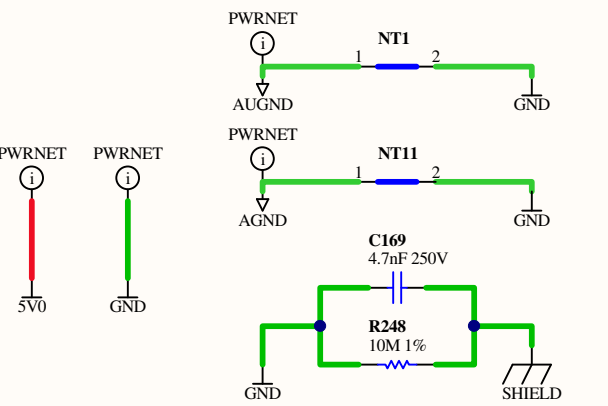 PWRNET
i
NT1
1
2
AUGND
GND
PWRNET
i
NT11
1
2
AGND
GND
PWRNET
i
5V0
PWRNET
i
GND
C169
4.7nF 250V
R248
10M 1%
GND
SHIELD